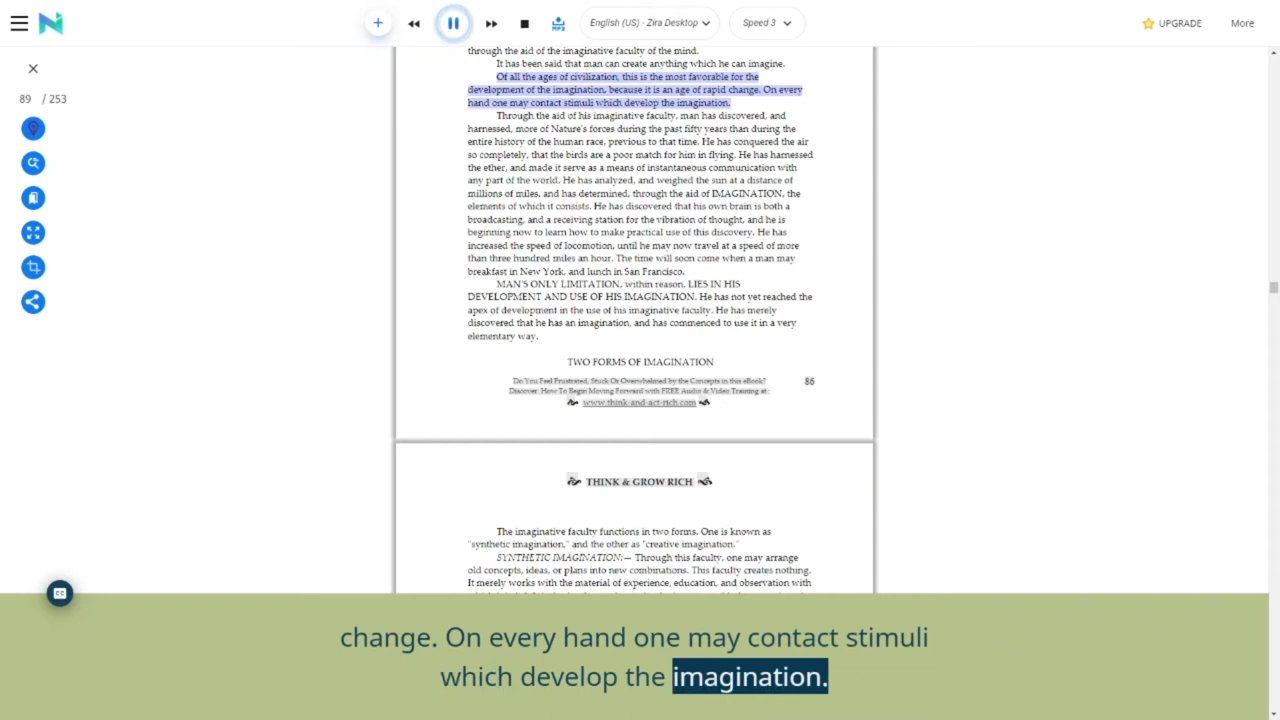 English (US) - Zira Desktop
Speed 3
UPGRADE
More
MP3
89 / 253
through the aid of the imaginative faculty of the mind.
It has been said that man can create anything which he can imagine.
Of all the ages of civilization, this is the most favorable for the
development of the imagination, because it is an age of rapid change. On every
hand one may contact stimuli which develop the imagination.
Through the aid of his imaginative faculty, man has discovered, and
harnessed, more of Nature's forces during the past fifty years than during the
entire history of the human race, previous to that time. He has conquered the air
so completely, that the birds are a poor match for him in flying. He has harnessed
the ether, and made it serve as a means of instantaneous communication with
any part of the world. He has analyzed, and weighed the sun at a distance of
millions of miles, and has determined, through the aid of IMAGINATION, the
elements of which it consists. He has discovered that his own brain is both a
broadcasting, and a receiving station for the vibration of thought, and he is
beginning now to learn how to make practical use of this discovery. He has
increased the speed of locomotion, until he may now travel at a speed of more
than three hundred miles an hour. The time will soon come when a man may
breakfast in New York, and lunch in San Francisco.
MAN'S ONLY LIMITATION, within reason, LIES IN HIS
DEVELOPMENT AND USE OF HIS IMAGINATION. He has not yet reached the
apex of development in the use of his imaginative faculty. He has merely
discovered that he has an imagination, and has commenced to use it in a very
elementary way.
TWO FORMS OF IMAGINATION
Do You Feel Frustrated, Stuck Or Overwhelmed by the Concepts in this eBook?
86
Discover How To Begin Moving Forward with FREE Audio & Video Training at:
www.think-and-act-rich.com
THINK & GROW RICH
The imaginative faculty functions in two forms. One is known as
"synthetic imagination," and the other as "creative imagination."
SYNTHETIC IMAGINATION:— Through this faculty, one may arrange
old concepts, ideas, or plans into new combinations. This faculty creates nothing.
It merely works with the material of experience, education, and observation with
CC
change. On every hand one may contact stimuli
which develop the imagination.